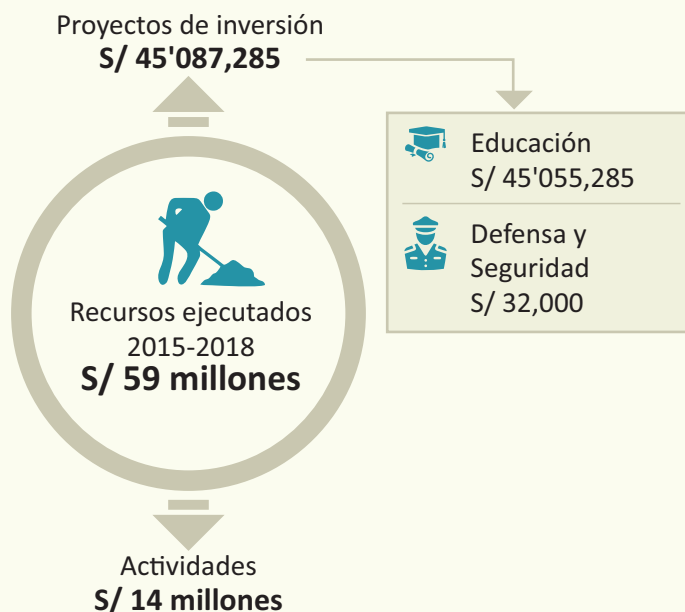 Proyectos de inversión
S/ 45'087,285
Educación
S/ 45'055,285
Defensa y
Seguridad
S/ 32,000
Recursos ejecutados
2015-2018
S/ 59 millones
Actividades
S/ 14 millones